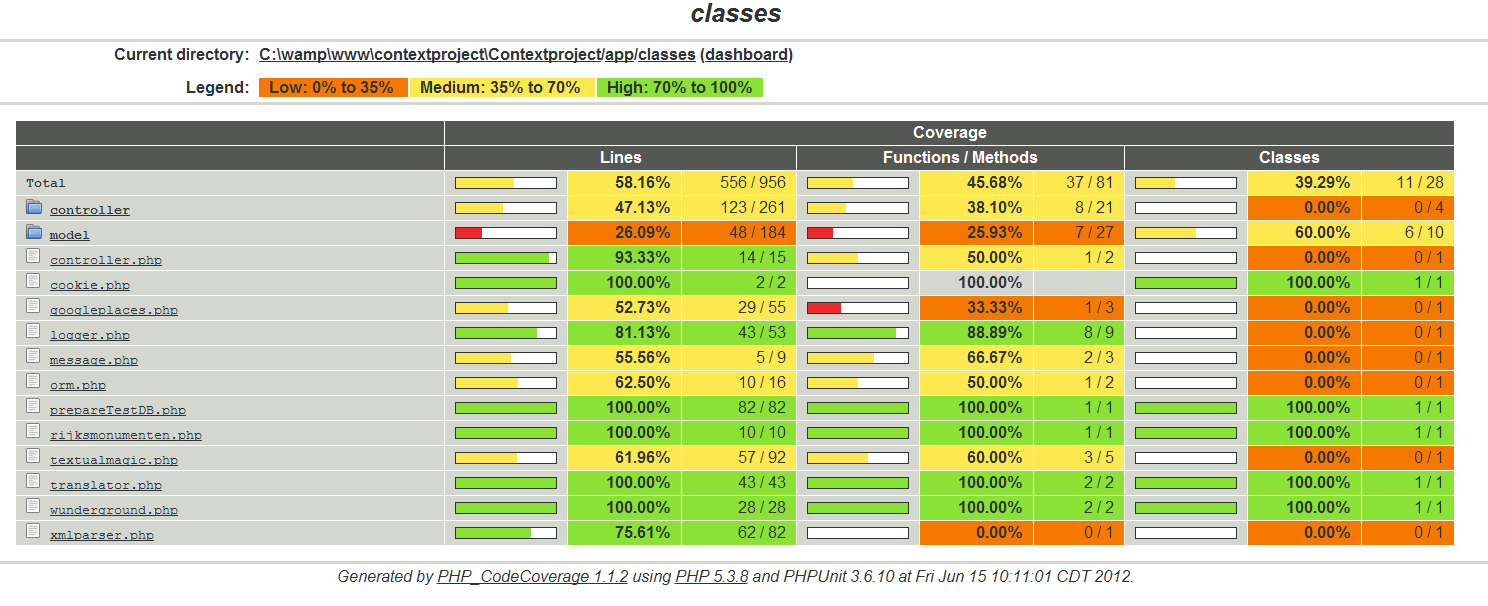 classes
Current directory: C:\wamp\www\contextproject\Contextproject/app/classes (dashboard)
Legend: Low: 0% to 35% Medium: 35% to 70% High: 70% to 100%
Coverage
Lines Functions / Methods Classes
Total 58.16% 556 / 956 45.68% 37 / 81 39.29% 11 / 28
controller 47.13% 123 / 261 38.10% 8 / 21 0.00% 0 / 4
model 26.09% 48 / 184 25.93% 7 / 27 60.00% 6 / 10
controller.php 93.33% 14 / 15 50.00% 1 / 2 0.00% 0 / 1
cookie.php 100.00% 2 / 2 100.00% 100.00% 1 / 1
googleplaces.php 52.73% 29 / 55 33.33% 1 / 3 0.00% 0 / 1
logger.php 81.13% 43 / 53 88.89% 8 / 9 0.00% 0 / 1
message.php 55.56% 5 / 9 66.67% 2 / 3 0.00% 0 / 1
orm.php 62.50% 10 / 16 50.00% 1 / 2 0.00% 0 / 1
prepareTestDB.php 100.00% 82 / 82 100.00% 1 / 1 100.00% 1 / 1
rijksmonumenten.php 100.00% 10 / 10 100.00% 1 / 1 100.00% 1 / 1
textualmagic.php 61.96% 57 / 92 60.00% 3 / 5 0.00% 0 / 1
translator.php 100.00% 43 / 43 100.00% 2 / 2 100.00% 1 / 1
wunderground.php 100.00% 28 / 28 100.00% 2 / 2 100.00% 1 / 1
xmlparser.php 75.61% 62 / 82 0.00% 0 / 1 0.00% 0 / 1
Generated by PHP_CodeCoverage 1.1.2 using PHP 5.3.8 and PHPUnit 3.6.10 at Fri Jun 15 10:11:01 CDT 2012.